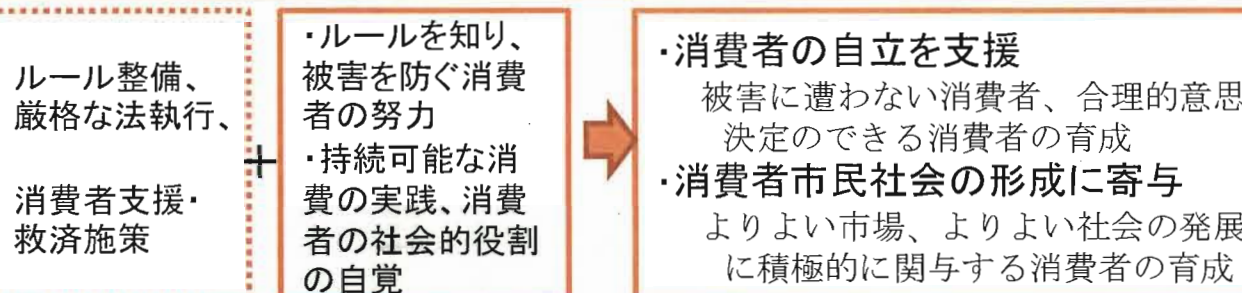 ルール整備、
厳格な法執行、
消費者支援・
救済施策
+
・ルールを知り、
被害を防ぐ消費
者の努力
・持続可能な消
費の実践、消費
者の社会的役割
の自覚
・消費者の自立を支援
被害に遭わない消費者、合理的意思
決定のできる消費者の育成
・消費者市民社会の形成に寄与
よりよい市場、よりよい社会の発展
に積極的に関与する消費者の育成